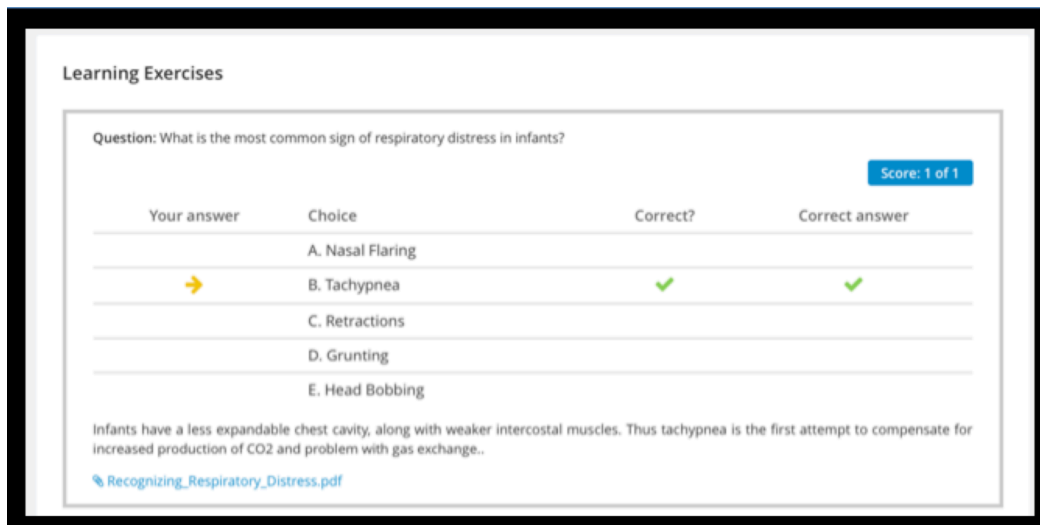 Learning Exercises
Question: What is the most common sign of respiratory distress in infants?
Score: 1 of 1
Your answer Choice Correct? Correct answer
A. Nasal Flaring
B. Tachypnea
C. Retractions
D. Grunting
E. Head Bobbing
Infants have a less expandable chest cavity, along with weaker intercostal muscles. Thus tachypnea is the first attempt to compensate for
increased production of CO2 and problem with gas exchange..
Recognizing_Respiratory_Distress.pdf